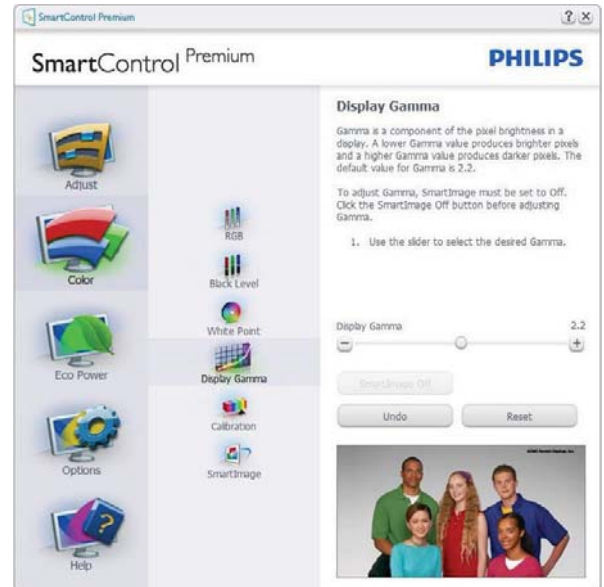 SmartControl Premium
SmartControl Premium
PHILIPS
Adjust
Color
Eco Power
Options
Help
RGB
Black Level
White Point
Display Gamma
Calibration
SmartImage
Display Gamma
Gamma is a component of the pixel brightness in a
display. A lower Gamma value produces brighter pixels
and a higher Gamma value produces darker pixels. The
default value for Gamma is 2.2.
To adjust Gamma, SmartImage must be set to Off.
Click the SmartImage Off button before adjusting
Gamma.
1. Use the slider to select the desired Gamma.
Display Gamma 2.2
SmartImage Off
Undo Reset